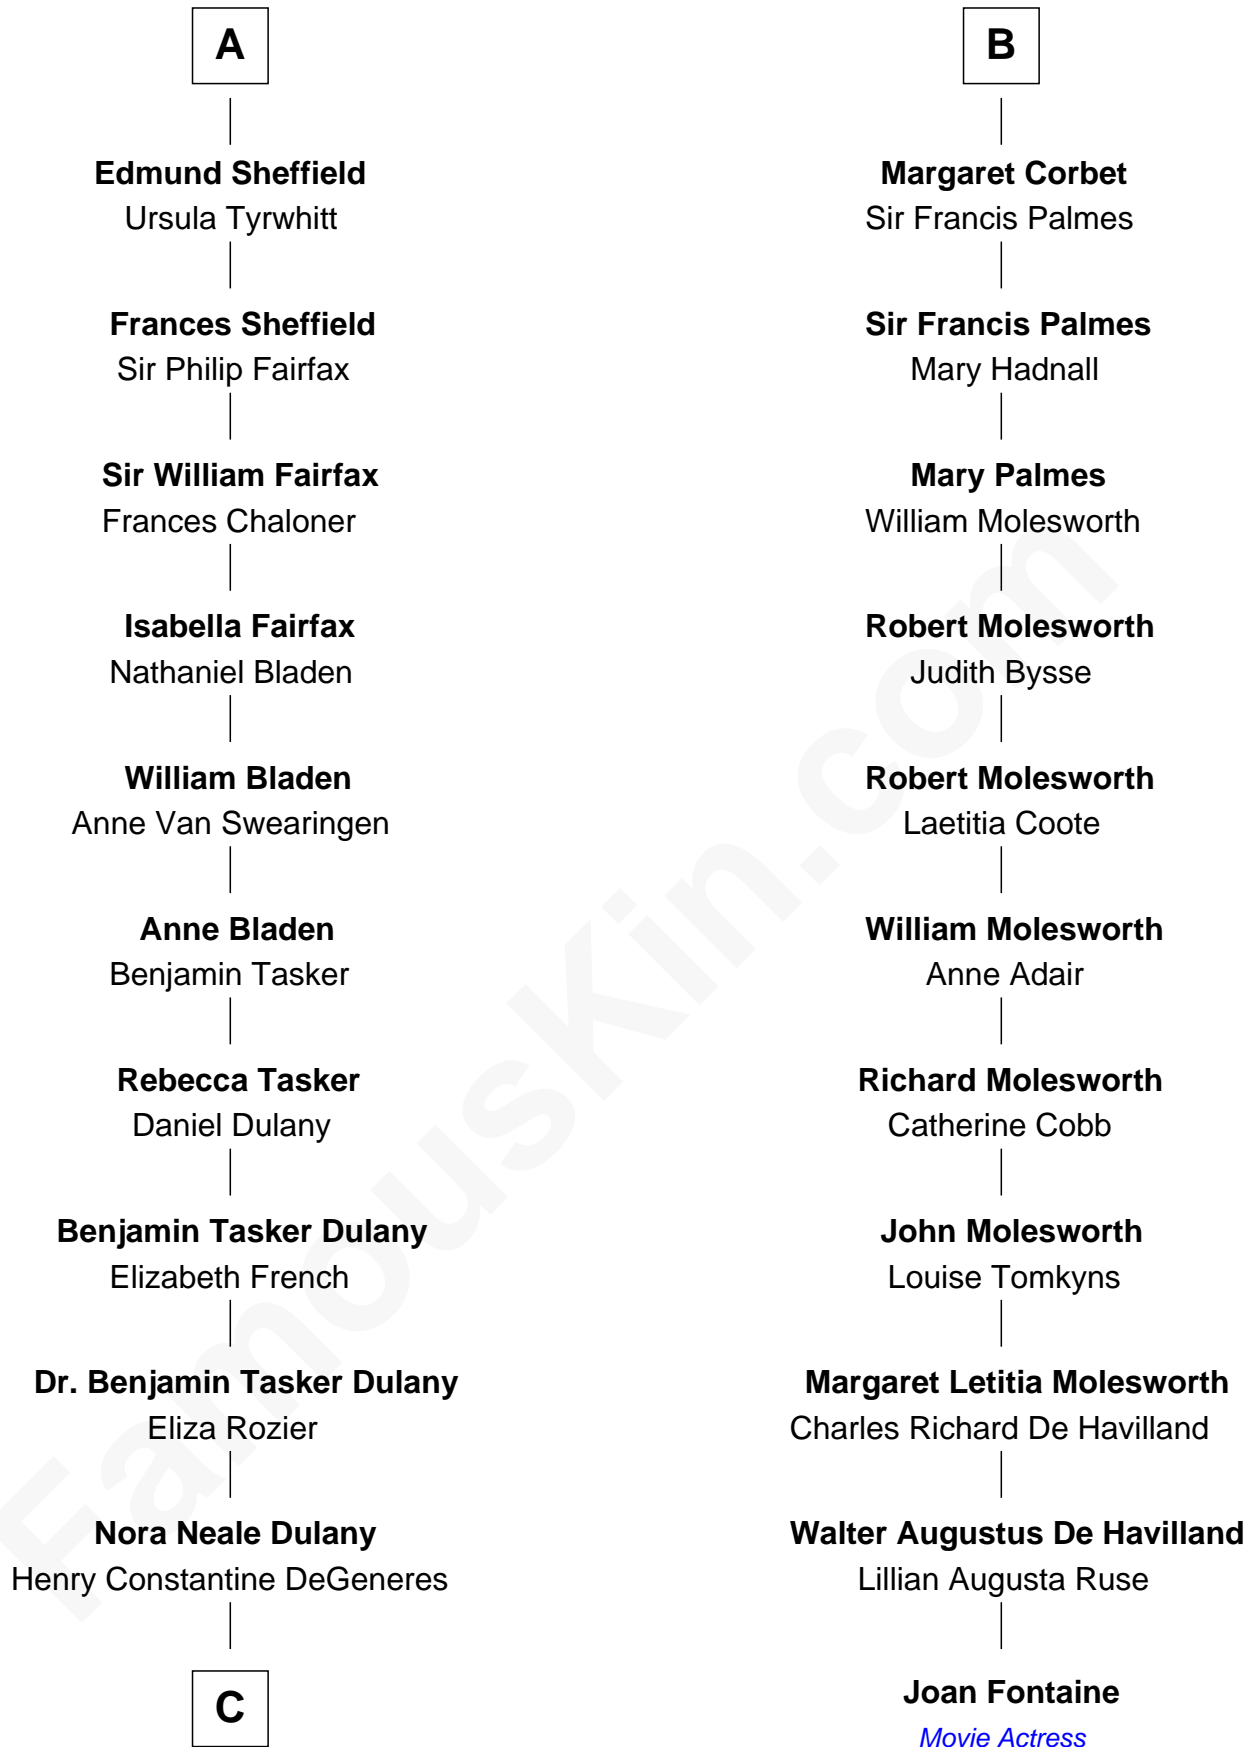 A
Edmund Sheffield
Ursula Tyrwhitt
Frances Sheffield
Sir Philip Fairfax
Sir William Fairfax
Frances Chaloner
Isabella Fairfax
Nathaniel Bladen
William Bladen
Anne Van Swearingen
Anne Bladen
Benjamin Tasker
Rebecca Tasker
Daniel Dulany
Benjamin Tasker Dulany
Elizabeth French
Dr. Benjamin Tasker Dulany
Eliza Rozier
Nora Neale Dulany
Henry Constantine DeGeneres
C
B
Margaret Corbet
Sir Francis Palmes
Sir Francis Palmes
Mary Hadnall
Mary Palmes
William Molesworth
Robert Molesworth
Judith Bysse
Robert Molesworth
Laetitia Coote
William Molesworth
Anne Adair
Richard Molesworth
Catherine Cobb
John Molesworth
Louise Tomkyns
Margaret Letitia Molesworth
Charles Richard De Havilland
Walter Augustus De Havilland
Lillian Augusta Ruse
Joan Fontaine
Movie Actress
FamousKin.com